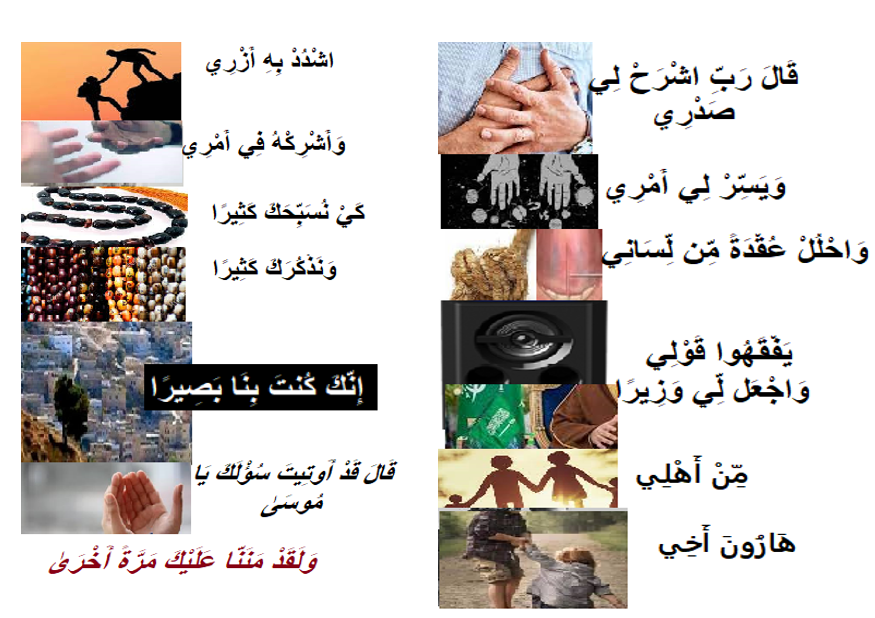 قَالَ رَبِّ اشْرَحْ لِي
صَدْرِي
وَيَسِّرْ لِي أَمْرِي
وَاحْلُلْ عُقْدَةً مِّن لِّسَانِي
يَفْقَهُوا قَوْلِي
وَاجْعَل لِّي وَزِيرًا
مِّنْ أَهْلِي
هَارُونَ أَخِي
اشْدُدْ بِهِ أَزْرِي
وَأَشْرِكْهُ فِي أَمْرِي
كَيْ نُسَبِّحَكَ كَثِيرًا
وَنَذْكُرَكَ كَثِيرًا
إِنَّكَ كُنتَ بِنَا بَصِيرًا
قَالَ قَدْ أُوتِيتَ سُؤْلَكَ يَا
مُوسَىٰ
وَلَقَدْ مَنَنَّا عَلَيْكَ مَرَّةً أُخْرَىٰ